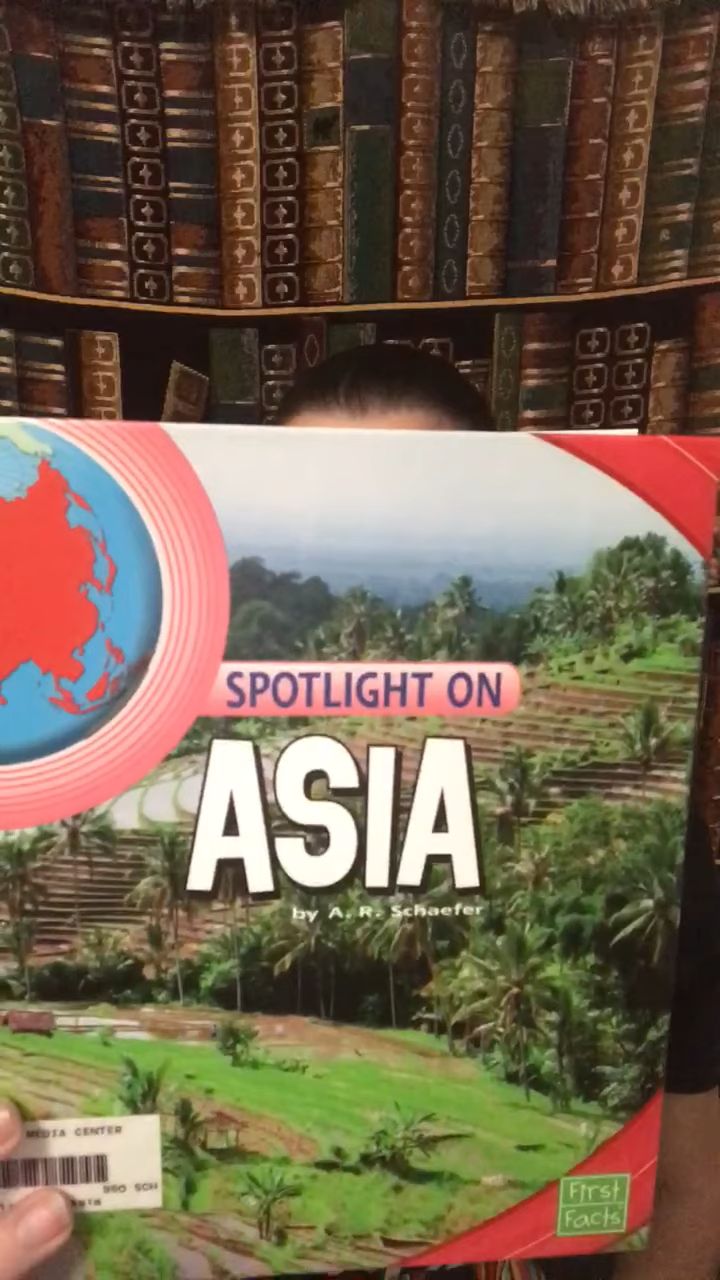 SPOTLIGHT ON
ASIA
by A. R. Schaefer
MEDIA CENTER
First
Facts